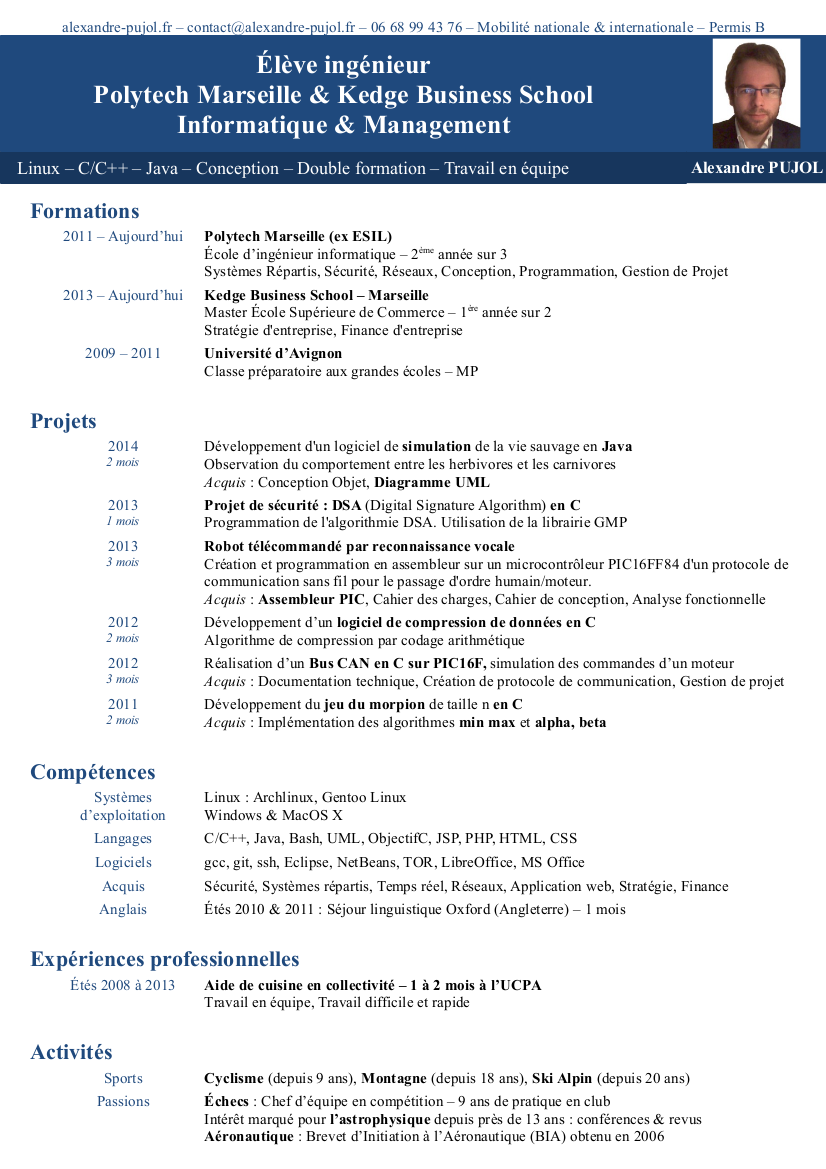 alexandre-pujol.fr – contact@alexandre-pujol.fr – 06 68 99 43 76 – Mobilité nationale & internationale – Permis B
Élève ingénieur
Polytech Marseille & Kedge Business School
Informatique & Management
Linux – C/C++ – Java – Conception – Double formation – Travail en équipe
Alexandre PUJOL
Formations
2011 – Aujourd’hui Polytech Marseille (ex ESIL)
École d’ingénieur informatique – 2ème année sur 3
Systèmes Répartis, Sécurité, Réseaux, Conception, Programmation, Gestion de Projet
2013 – Aujourd’hui Kedge Business School – Marseille
Master École Supérieure de Commerce – 1ère année sur 2
Stratégie d'entreprise, Finance d'entreprise
2009 – 2011 Université d’Avignon
Classe préparatoire aux grandes écoles – MP
Projets
2014 Développement d'un logiciel de simulation de la vie sauvage en Java
2 mois Observation du comportement entre les herbivores et les carnivores
Acquis : Conception Objet, Diagramme UML
2013 Projet de sécurité : DSA (Digital Signature Algorithm) en C
1 mois Programmation de l'algorithmie DSA. Utilisation de la librairie GMP
2013 Robot télécommandé par reconnaissance vocale
3 mois Création et programmation en assembleur sur un microcontrôleur PIC16FF84 d'un protocole de
communication sans fil pour le passage d'ordre humain/moteur.
Acquis : Assembleur PIC, Cahier des charges, Cahier de conception, Analyse fonctionnelle
2012 Développement d’un logiciel de compression de données en C
2 mois Algorithme de compression par codage arithmétique
2012 Réalisation d’un Bus CAN en C sur PIC16F, simulation des commandes d’un moteur
3 mois Acquis : Documentation technique, Création de protocole de communication, Gestion de projet
2011 Développement du jeu du morpion de taille n en C
2 mois Acquis : Implémentation des algorithmes min max et alpha, beta
Compétences
Systèmes Linux : Archlinux, Gentoo Linux
d’exploitation Windows & MacOS X
Langages C/C++, Java, Bash, UML, ObjectifC, JSP, PHP, HTML, CSS
Logiciels gcc, git, ssh, Eclipse, NetBeans, TOR, LibreOffice, MS Office
Acquis Sécurité, Systèmes répartis, Temps réel, Réseaux, Application web, Stratégie, Finance
Anglais Étés 2010 & 2011 : Séjour linguistique Oxford (Angleterre) – 1 mois
Expériences professionnelles
Étés 2008 à 2013 Aide de cuisine en collectivité – 1 à 2 mois à l’UCPA
Travail en équipe, Travail difficile et rapide
Activités
Sports Cyclisme (depuis 9 ans), Montagne (depuis 18 ans), Ski Alpin (depuis 20 ans)
Passions Échecs : Chef d’équipe en compétition – 9 ans de pratique en club
Intérêt marqué pour l’astrophysique depuis près de 13 ans : conférences & revus
Aéronautique : Brevet d’Initiation à l’Aéronautique (BIA) obtenu en 2006